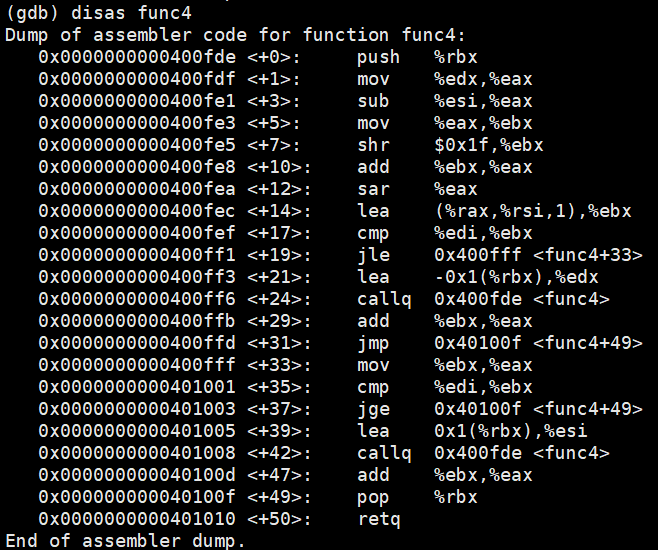 (gdb) disas func4
Dump of assembler code for function func4:
   0x0000000000400fde <+0>:     push   %rbx
   0x0000000000400fdf <+1>:     mov    %edx,%eax
   0x0000000000400fe1 <+3>:     sub    %esi,%eax
   0x0000000000400fe3 <+5>:     mov    %eax,%ebx
   0x0000000000400fe5 <+7>:     shr    $0x1f,%ebx
   0x0000000000400fe8 <+10>:    add    %ebx,%eax
   0x0000000000400fea <+12>:    sar    %eax
   0x0000000000400fec <+14>:    lea    (%rax,%rsi,1),%ebx
   0x0000000000400fef <+17>:    cmp    %edi,%ebx
   0x0000000000400ff1 <+19>:    jle    0x400fff <func4+33>
   0x0000000000400ff3 <+21>:    lea    -0x1(%rbx),%edx
   0x0000000000400ff6 <+24>:    callq  0x400fde <func4>
   0x0000000000400ffb <+29>:    add    %ebx,%eax
   0x0000000000400ffd <+31>:    jmp    0x40100f <func4+49>
   0x0000000000400fff <+33>:    mov    %ebx,%eax
   0x0000000000401001 <+35>:    cmp    %edi,%ebx
   0x0000000000401003 <+37>:    jge    0x40100f <func4+49>
   0x0000000000401005 <+39>:    lea    0x1(%rbx),%esi
   0x0000000000401008 <+42>:    callq  0x400fde <func4>
   0x000000000040100d <+47>:    add    %ebx,%eax
   0x000000000040100f <+49>:    pop    %rbx
   0x0000000000401010 <+50>:    retq
End of assembler dump.